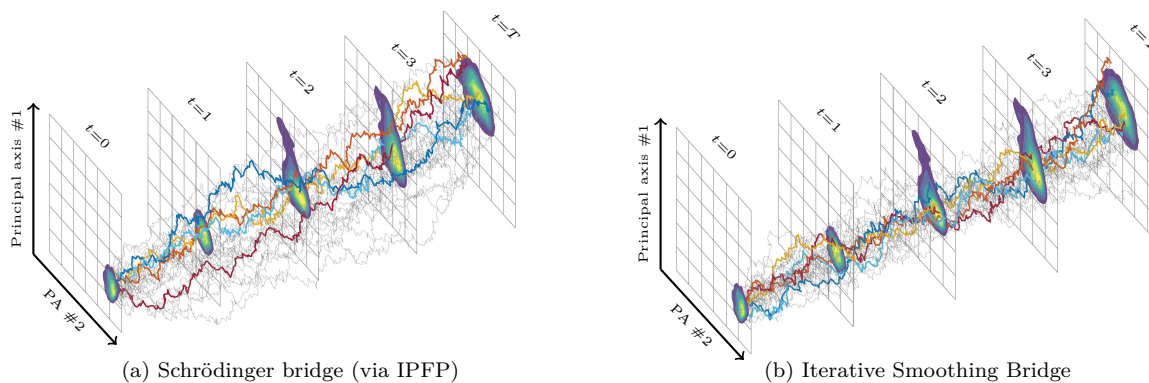 t=T
t=3
t=2
t=1
t=0
Principal axis #1
PA #2
(a) Schrödinger bridge (via IPFP)
t=3
t=2
t=1
t=0
Principal axis #1
PA #2
(b) Iterative Smoothing Bridge